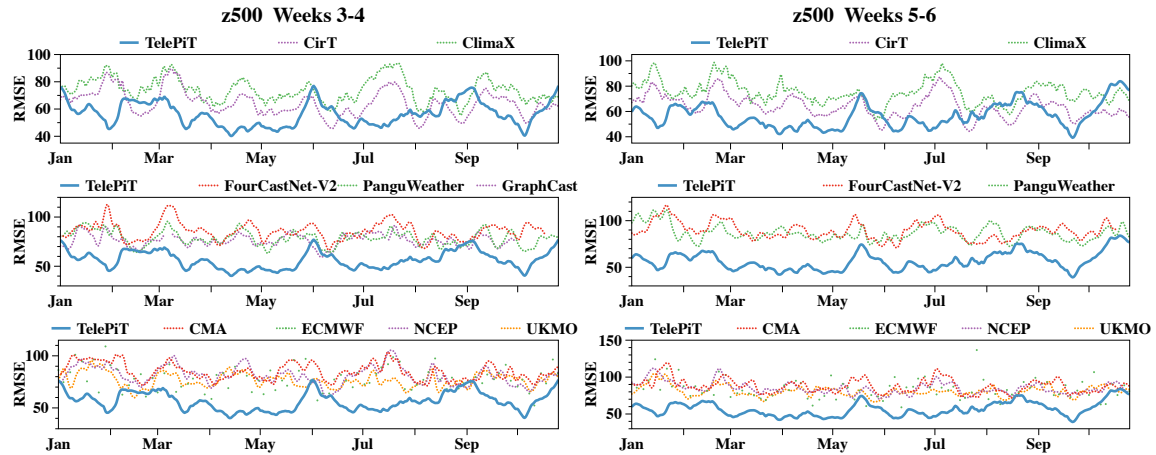 z500 Weeks 3-4
TelePiT CirT ClimaX
RMSE
100
80
60
40
Jan Mar May Jul Sep
TelePiT FourCastNet-V2 PanguWeather GraphCast
RMSE
100
50
Jan Mar May Jul Sep
TelePiT CMA ECMWF NCEP UKMO
RMSE
100
50
Jan Mar May Jul Sep
z500 Weeks 5-6
TelePiT CirT ClimaX
RMSE
100
80
60
40
Jan Mar May Jul Sep
TelePiT FourCastNet-V2 PanguWeather
RMSE
100
50
Jan Mar May Jul Sep
TelePiT CMA ECMWF NCEP UKMO
RMSE
150
100
50
Jan Mar May Jul Sep